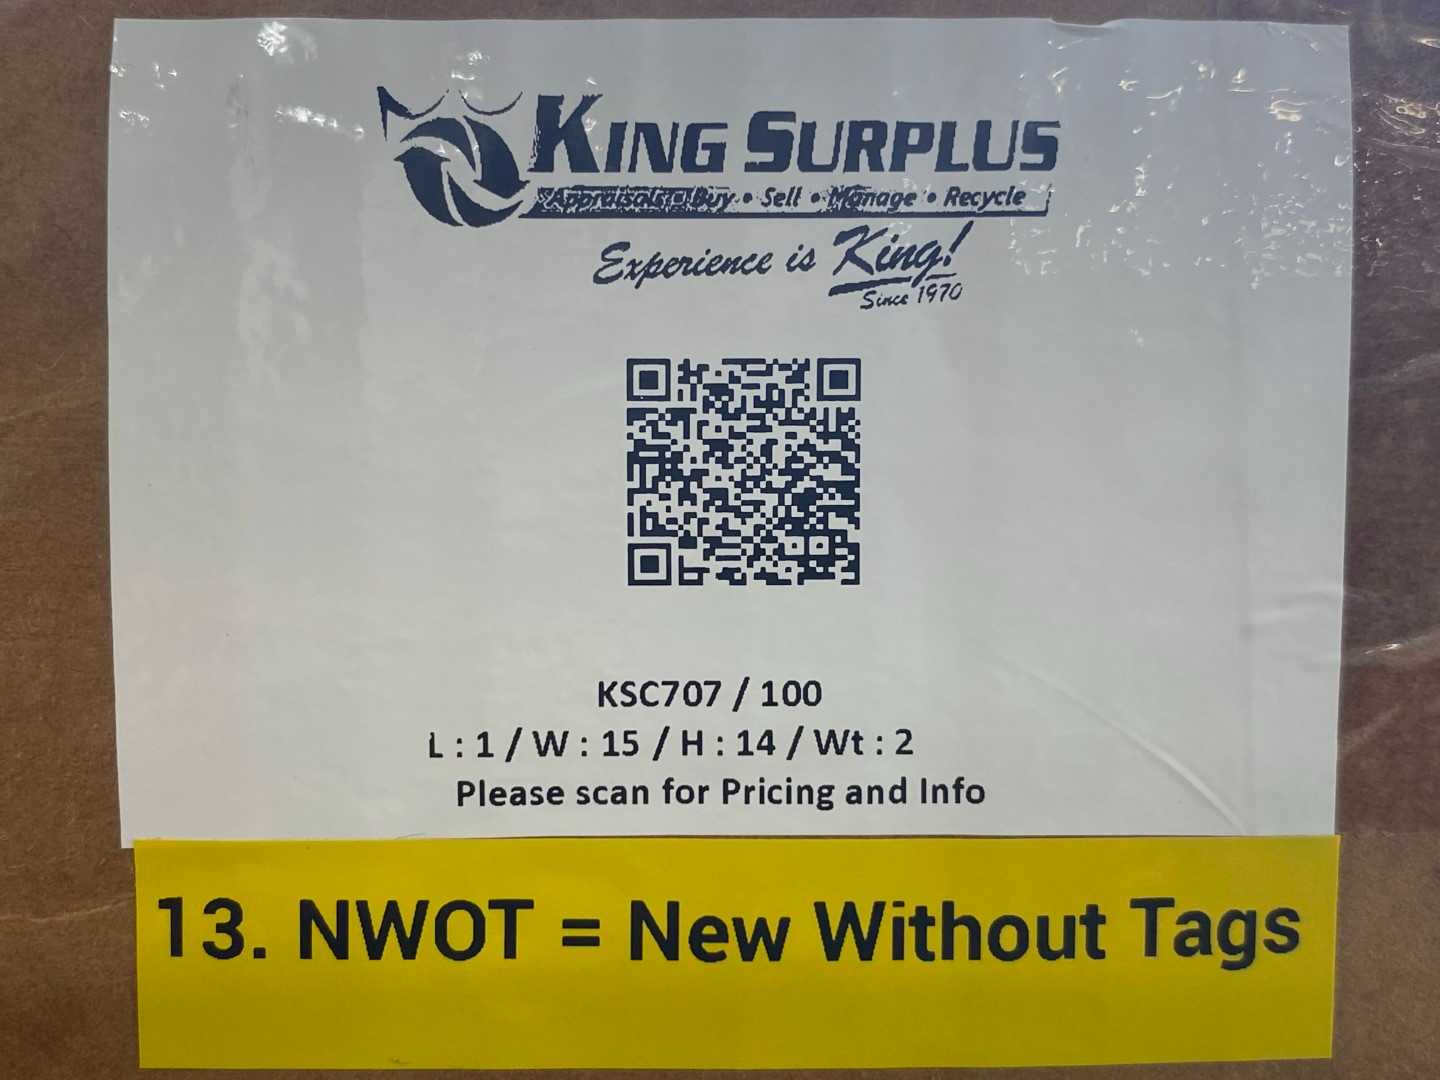 KING SURPLUS
Appraisals • Buy • Sell • Manage • Recycle
Experience is King!
Since 1970
KSC707 / 100
L : 1 / W : 15 / H : 14 / Wt : 2
Please scan for Pricing and Info
13. NWOT = New Without Tags